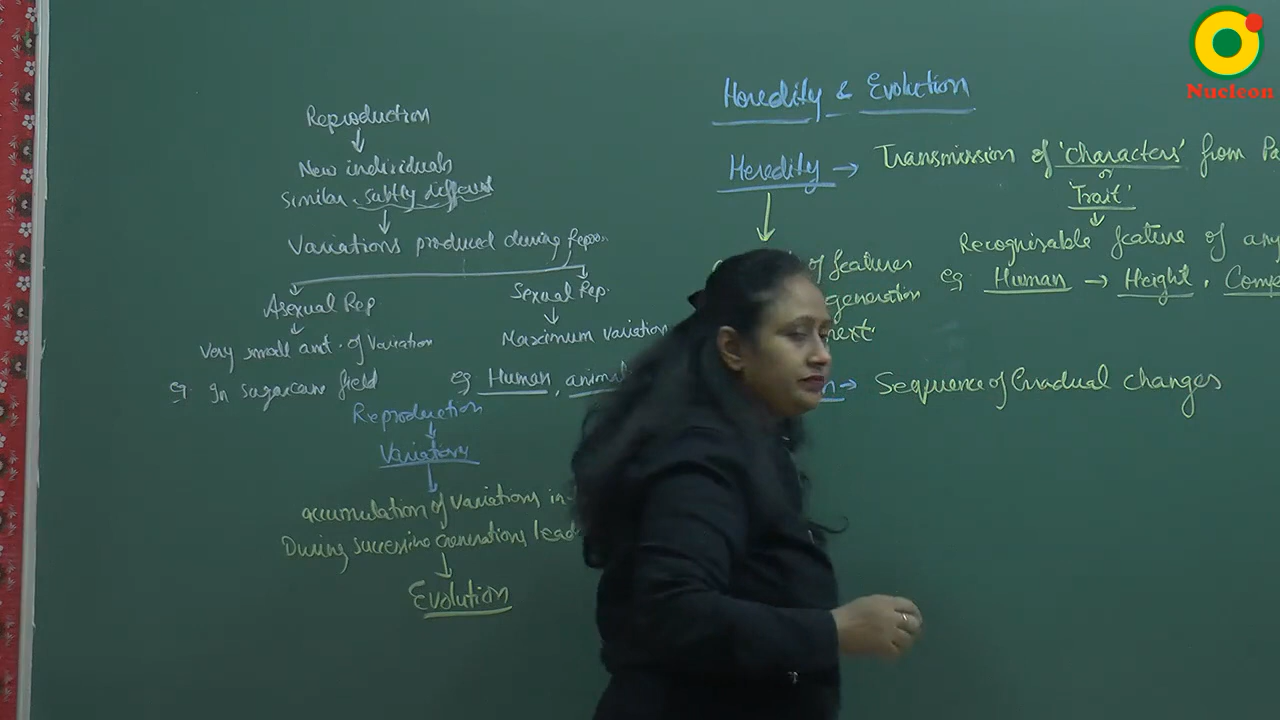 Nucleon
Heredity & Evolution
Reproduction
New individuals
Similar, subtly different
Variations produced during Repro..
Asexual Rep
Sexual Rep.
Very small amt. of Variation
Maximum variation
eg In sugarcane field
eg Human, animal
Reproduction
Variations
accumulation of variations in
During successive generations lead
Evolution
Heredity → Transmission of 'characters' from Pa
or
'Trait'
Recognisable feature of any
eg Human → Height, Comp
of features
generation
next
n → Sequence of Gradual changes